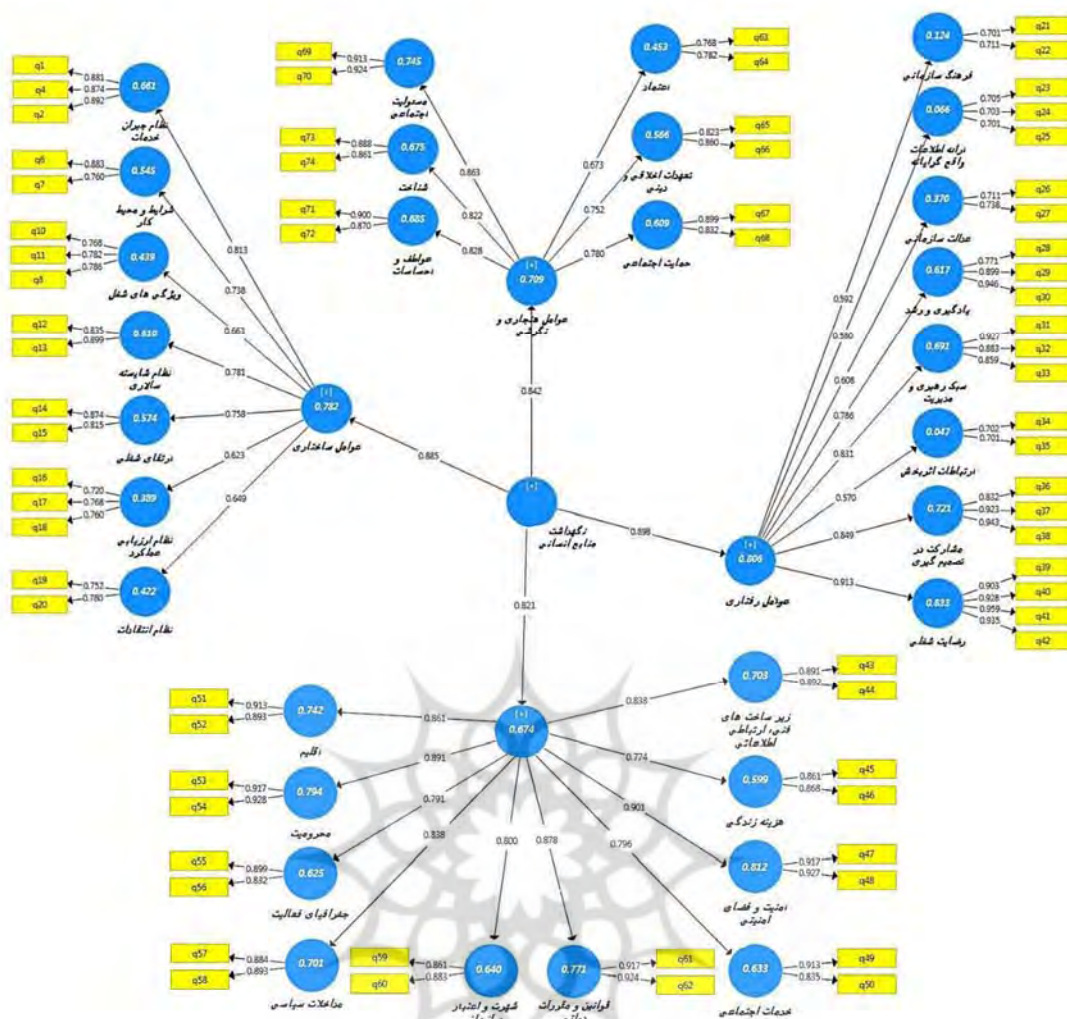 q1
q4
q2
0.881
0.874
0.892
0.661
نظام جبران
خدمات
q6
q7
0.883
0.760
0.545
شرایط و محیط
کار
q10
q11
q8
0.768
0.782
0.786
0.439
ویژگی های شغل
q12
q13
0.835
0.899
0.610
نظام شایسته
سالاری
q14
q15
0.874
0.815
0.574
ارتقای شغلی
q16
q17
q18
0.720
0.768
0.760
0.389
نظام ارزیابی
عملکرد
q19
q20
0.752
0.780
0.422
نظام انتقادات
0.813
0.738
0.663
0.781
0.758
0.623
0.649
[+]
0.782
عوامل ساختاری
q69
q70
0.913
0.924
0.745
مسئولیت
اجتماعی
q73
q74
0.888
0.861
0.675
شناخت
q71
q72
0.900
0.870
0.685
عواطف و
احساسات
0.453
اعتماد
0.768
0.782
q63
q64
0.566
تعهدات اخلاقی و
دینی
0.823
0.860
q65
q66
0.609
حمایت اجتماعی
0.899
0.832
q67
q68
0.863
0.822
0.828
0.673
0.752
0.780
[+]
0.709
عوامل هنجاری و
نگرشی
0.842
0.885
[+]
نگهداشت
منابع انسانی
0.898
0.821
[+]
0.806
عوامل رفتاری
0.592
0.560
0.608
0.786
0.831
0.570
0.849
0.913
0.124
فرهنگ سازمانی
0.701
0.711
q21
q22
0.066
ارائه اطلاعات
واقع گرایانه
0.705
0.703
0.701
q23
q24
q25
0.370
عدالت سازمانی
0.711
0.738
q26
q27
0.617
یادگیری و رشد
0.771
0.899
0.946
q28
q29
q30
0.691
سبک رهبری و
مدیریت
0.927
0.883
0.859
q31
q32
q33
0.047
ارتباطات اثربخش
0.702
0.701
q34
q35
0.721
مشارکت در
تصمیم گیری
0.832
0.923
0.943
q36
q37
q38
0.833
رضایت شغلی
0.903
0.928
0.959
0.935
q39
q40
q41
q42
[+]
0.674
0.861
0.891
0.791
0.838
0.800
0.878
0.838
0.774
0.901
0.796
q51
q52
0.913
0.893
0.742
اقلیم
q53
q54
0.917
0.928
0.794
محرومیت
q55
q56
0.899
0.832
0.625
جغرافیای فعالیت
q57
q58
0.884
0.893
0.701
مداخلات سیاسی
q59
q60
0.861
0.883
0.640
شهرت و اعتبار
0.771
قوانین و مقررات
0.917
0.924
q61
q62
0.703
زیر ساخت های
فنی، ارتباطی
اطلاعاتی
0.891
0.892
q43
q44
0.599
هزینه زندگی
0.861
0.868
q45
q46
0.812
امنیت و فضای
امنیتی
0.917
0.927
q47
q48
0.633
خدمات اجتماعی
0.913
0.835
q49
q50